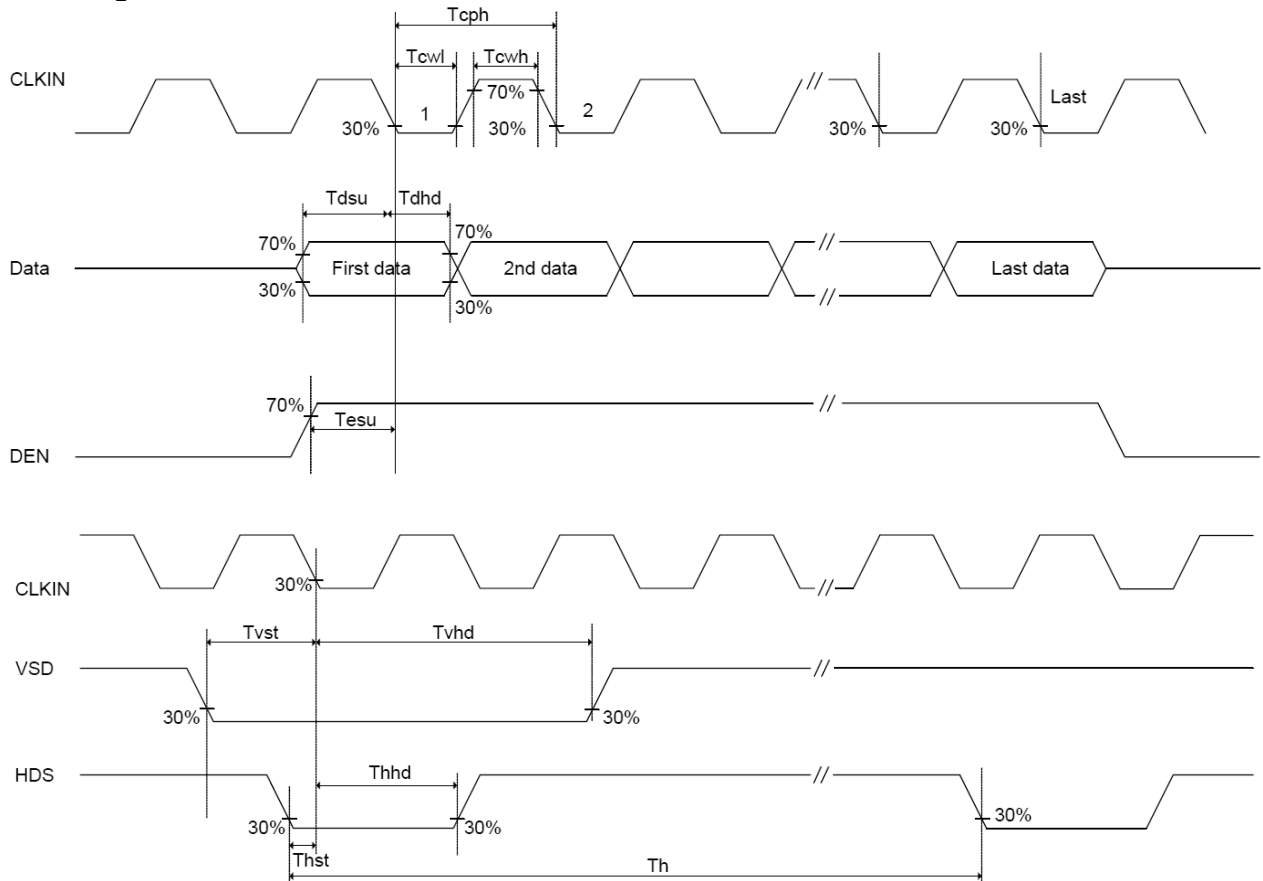 Tcph
Tcwl Tcwh
CLKIN
70%
Last
30% 1 30% 2 30% 30%
Tdsu Tdhd
70% 70%
Data First data 2nd data Last data
30% 30%
70%
Tesu
DEN
30%
CLKIN
Tvst Tvhd
VSD
30% 30%
HDS Thhd
30% 30% 30%
Thst
Th